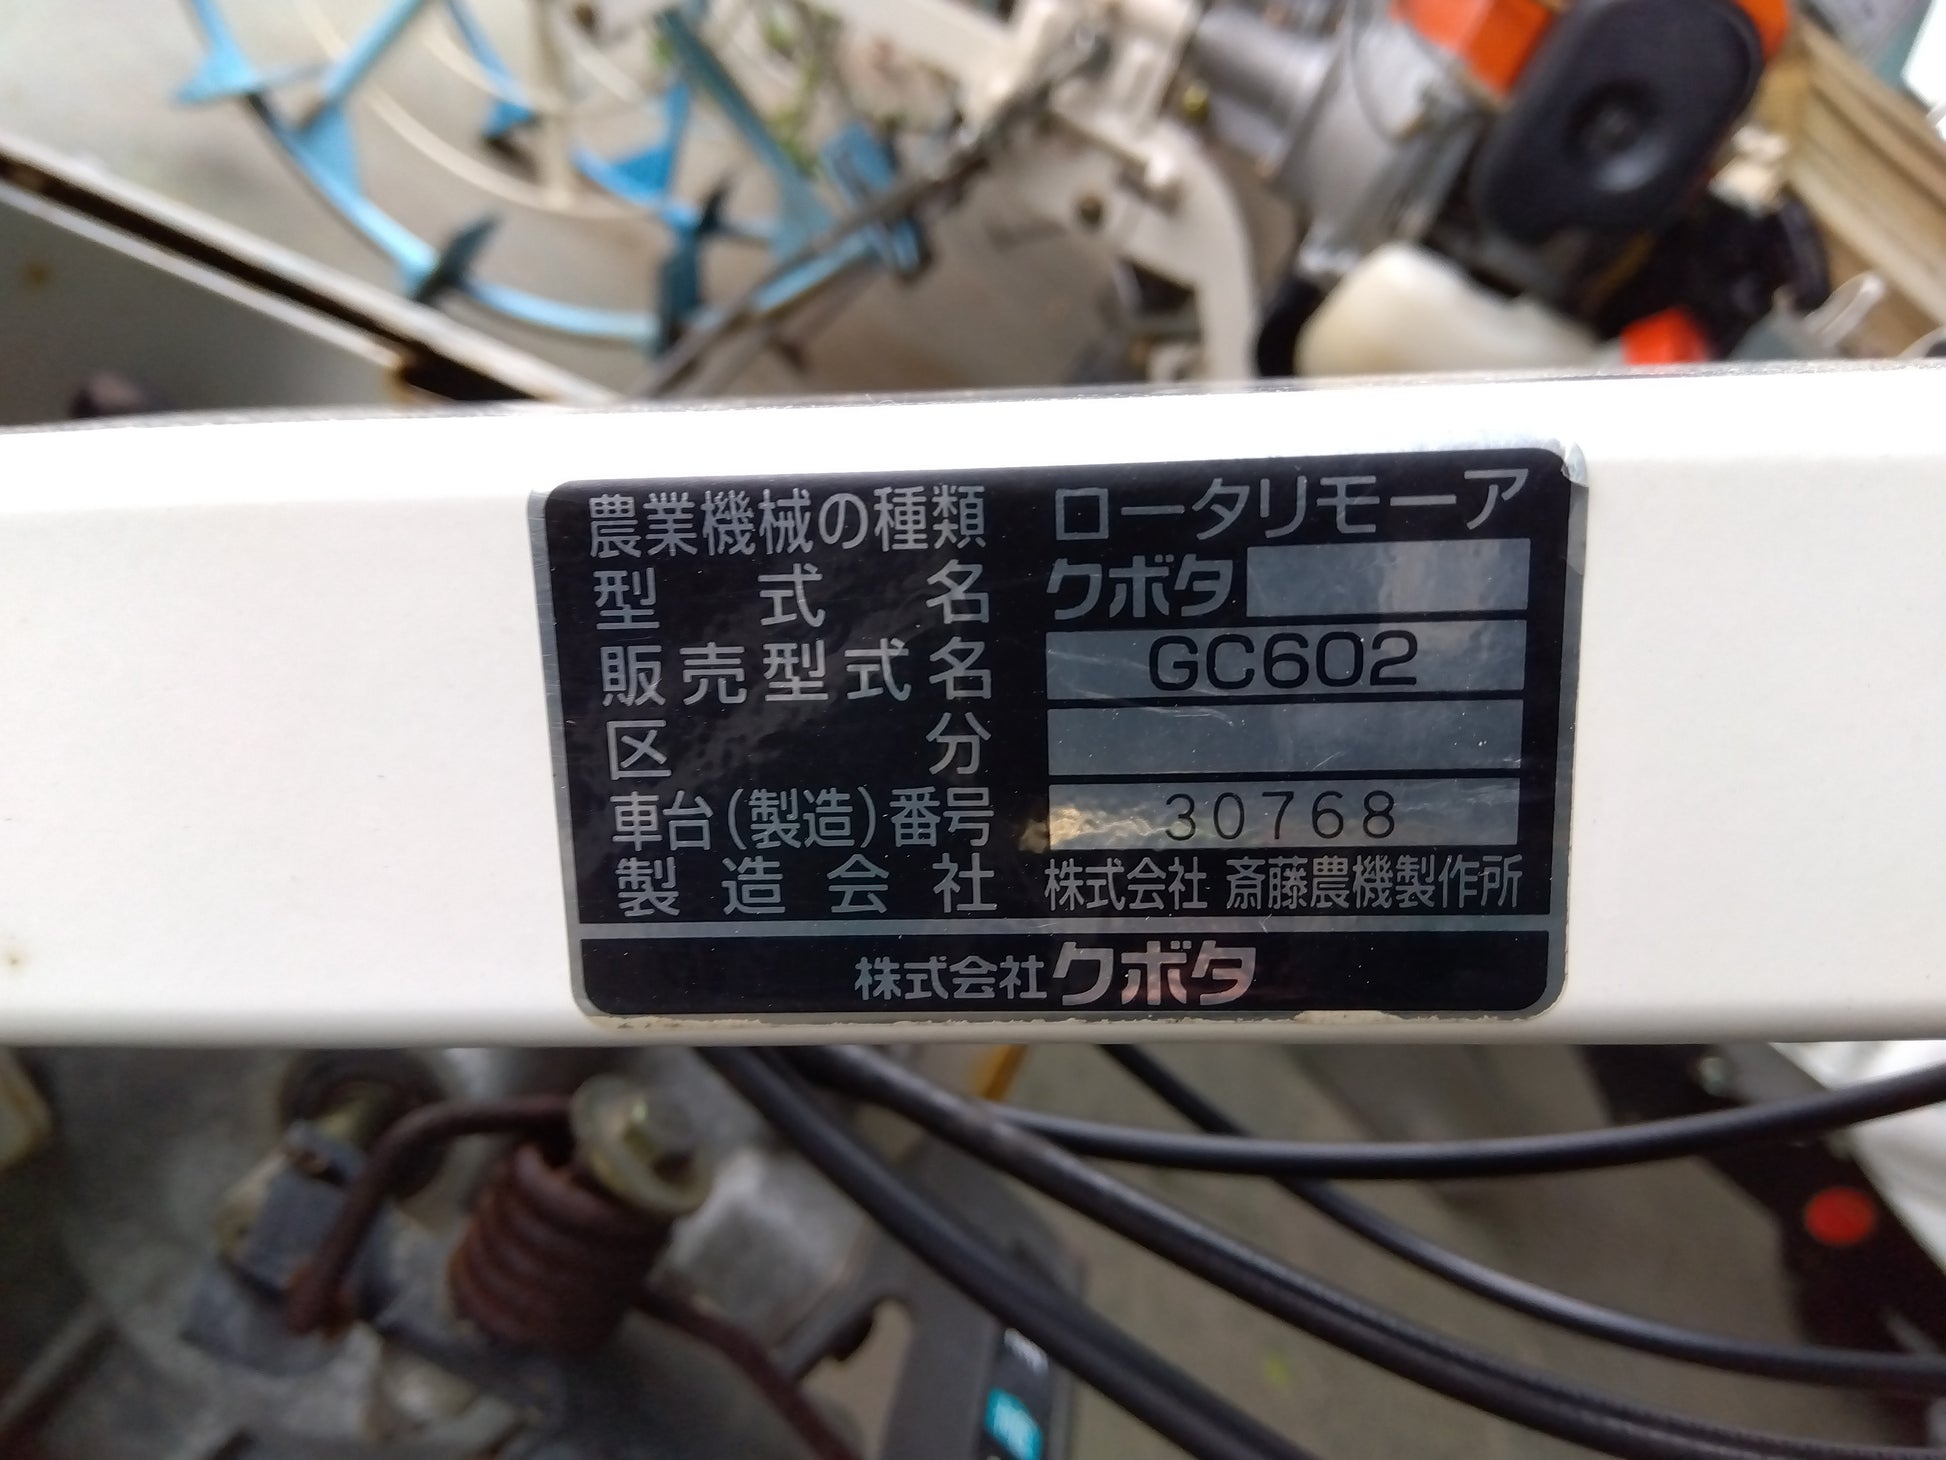 農業機械の種類 ロータリモーア
型式名 クボタ
販売型式名 GC602
区分
車台(製造)番号 30768
製造会社 株式会社 斎藤農機製作所
株式会社クボタ